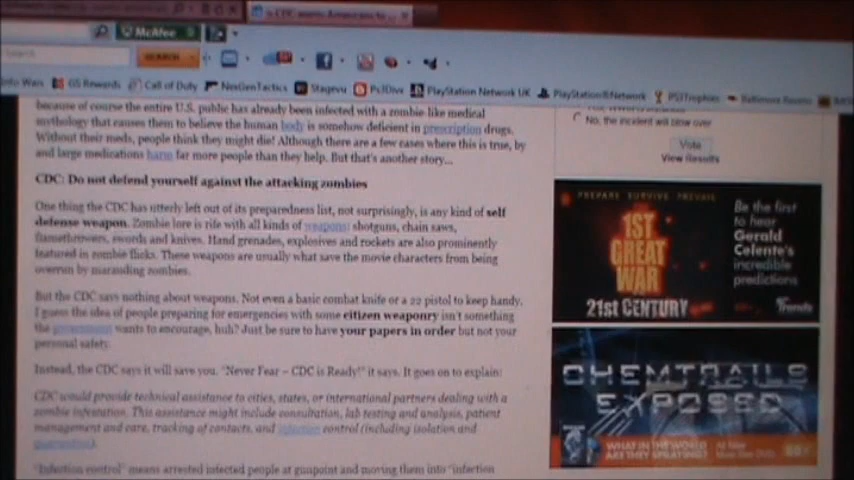 McAfee
Search
SEARCH
Info Wars
GS Rewards
Call of Duty
NexGenTactics
Stagevu
Ps3Dive
PlayStation Network UK
PlayStation®Network
PS3Trophies
because of course the entire U.S. public has already been infected with a zombie-like medical
mythology that causes them to believe the human body is somehow deficient in prescription drugs.
Without their meds, people think they might die! Although there are a few cases where this is true, by
and large medications harm far more people than they help. But that's another story...
CDC: Do not defend yourself against the attacking zombies
One thing the CDC has utterly left out of its preparedness list, not surprisingly, is any kind of self
defense weapon. Zombie lore is rife with all kinds of weapons: shotguns, chain saws,
flamethrowers, swords and knives. Hand grenades, explosives and rockets are also prominently
featured in zombie flicks. These weapons are usually what save the movie characters from being
overrun by marauding zombies.
But the CDC says nothing about weapons. Not even a basic combat knife or a 22 pistol to keep handy.
I guess the idea of people preparing for emergencies with some citizen weaponry isn't something
the government wants to encourage, huh? Just be sure to have your papers in order but not your
personal safety.
Instead, the CDC says it will save you. "Never Fear – CDC is Ready!" it says. It goes on to explain:
CDC would provide technical assistance to cities, states, or international partners dealing with a
zombie infestation. This assistance might include consultation, lab testing and analysis, patient
management and care, tracking of contacts, and infection control (including isolation and
quarantine).
"Infection control" means arrested infected people at gunpoint and moving them into "infection
No, the incident will blow over
Vote
View Results
PREPARE SURVIVE PREVAIL
1ST
GREAT
WAR
21st CENTURY
Be the first
to hear
Gerald
Celente's
incredible
predictions
Trends
CHEMTRAILS
EXPOSED
WHAT IN THE WORLD
ARE THEY SPRAYING?